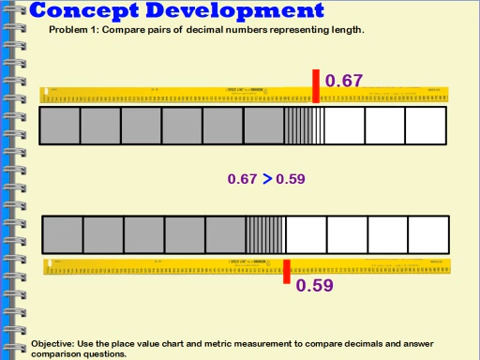 Concept Development
Problem 1: Compare pairs of decimal numbers representing length.
0.67
0.67 > 0.59
0.59
Objective: Use the place value chart and metric measurement to compare decimals and answer
comparison questions.